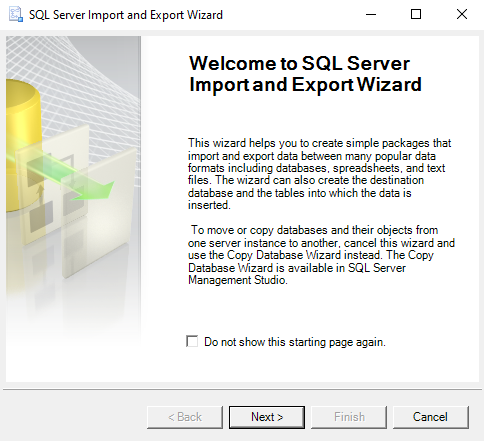 SQL Server Import and Export Wizard
Welcome to SQL Server
Import and Export Wizard
This wizard helps you to create simple packages that
import and export data between many popular data
formats including databases, spreadsheets, and text
files. The wizard can also create the destination
database and the tables into which the data is
inserted.
To move or copy databases and their objects from
one server instance to another, cancel this wizard and
use the Copy Database Wizard instead. The Copy
Database Wizard is available in SQL Server
Management Studio.
Do not show this starting page again.
< Back Next > Finish Cancel